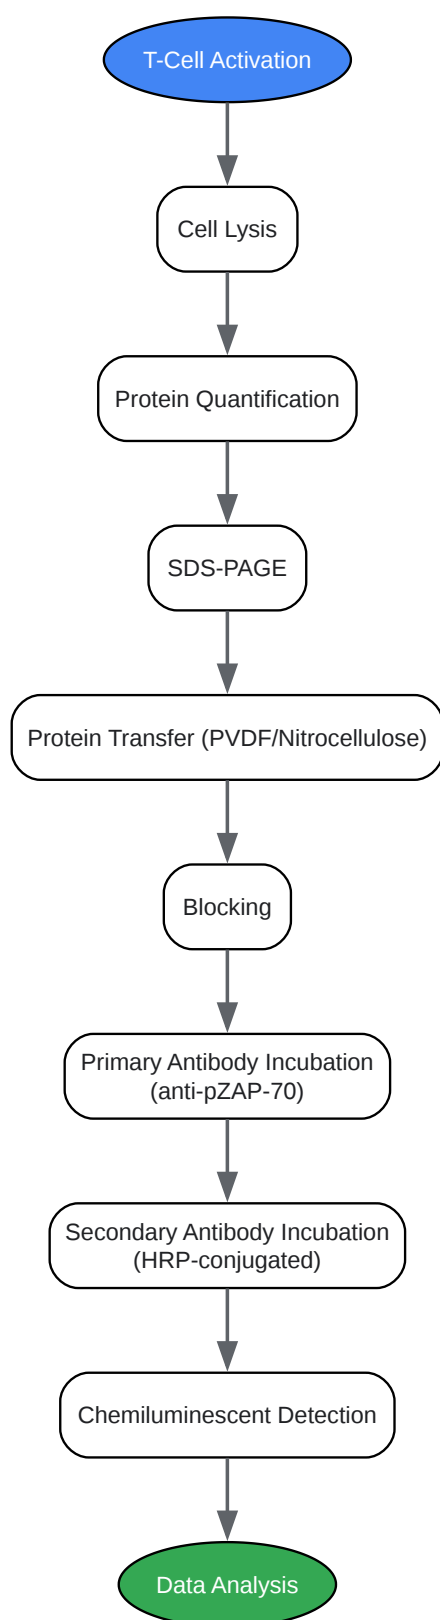 T-Cell Activation
Cell Lysis
Protein Quantification
SDS-PAGE
Protein Transfer (PVDF/Nitrocellulose)
Blocking
Primary Antibody Incubation
(anti-pZAP-70)
Secondary Antibody Incubation
(HRP-conjugated)
Chemiluminescent Detection
Data Analysis